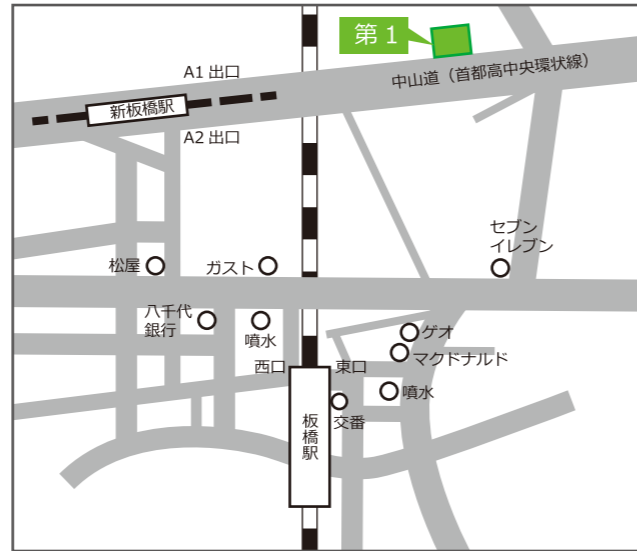 第 1
A1 出口
中山道（首都高中央環状線）
新板橋駅
A2 出口
セブン
イレブン
松屋
ガスト
八千代
銀行
噴水
ゲオ
マクドナルド
西口
東口
噴水
交番
板橋駅